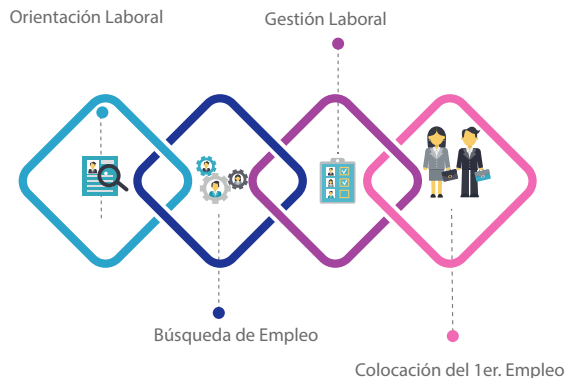 Orientación Laboral
Gestión Laboral
Búsqueda de Empleo
Colocación del 1er. Empleo